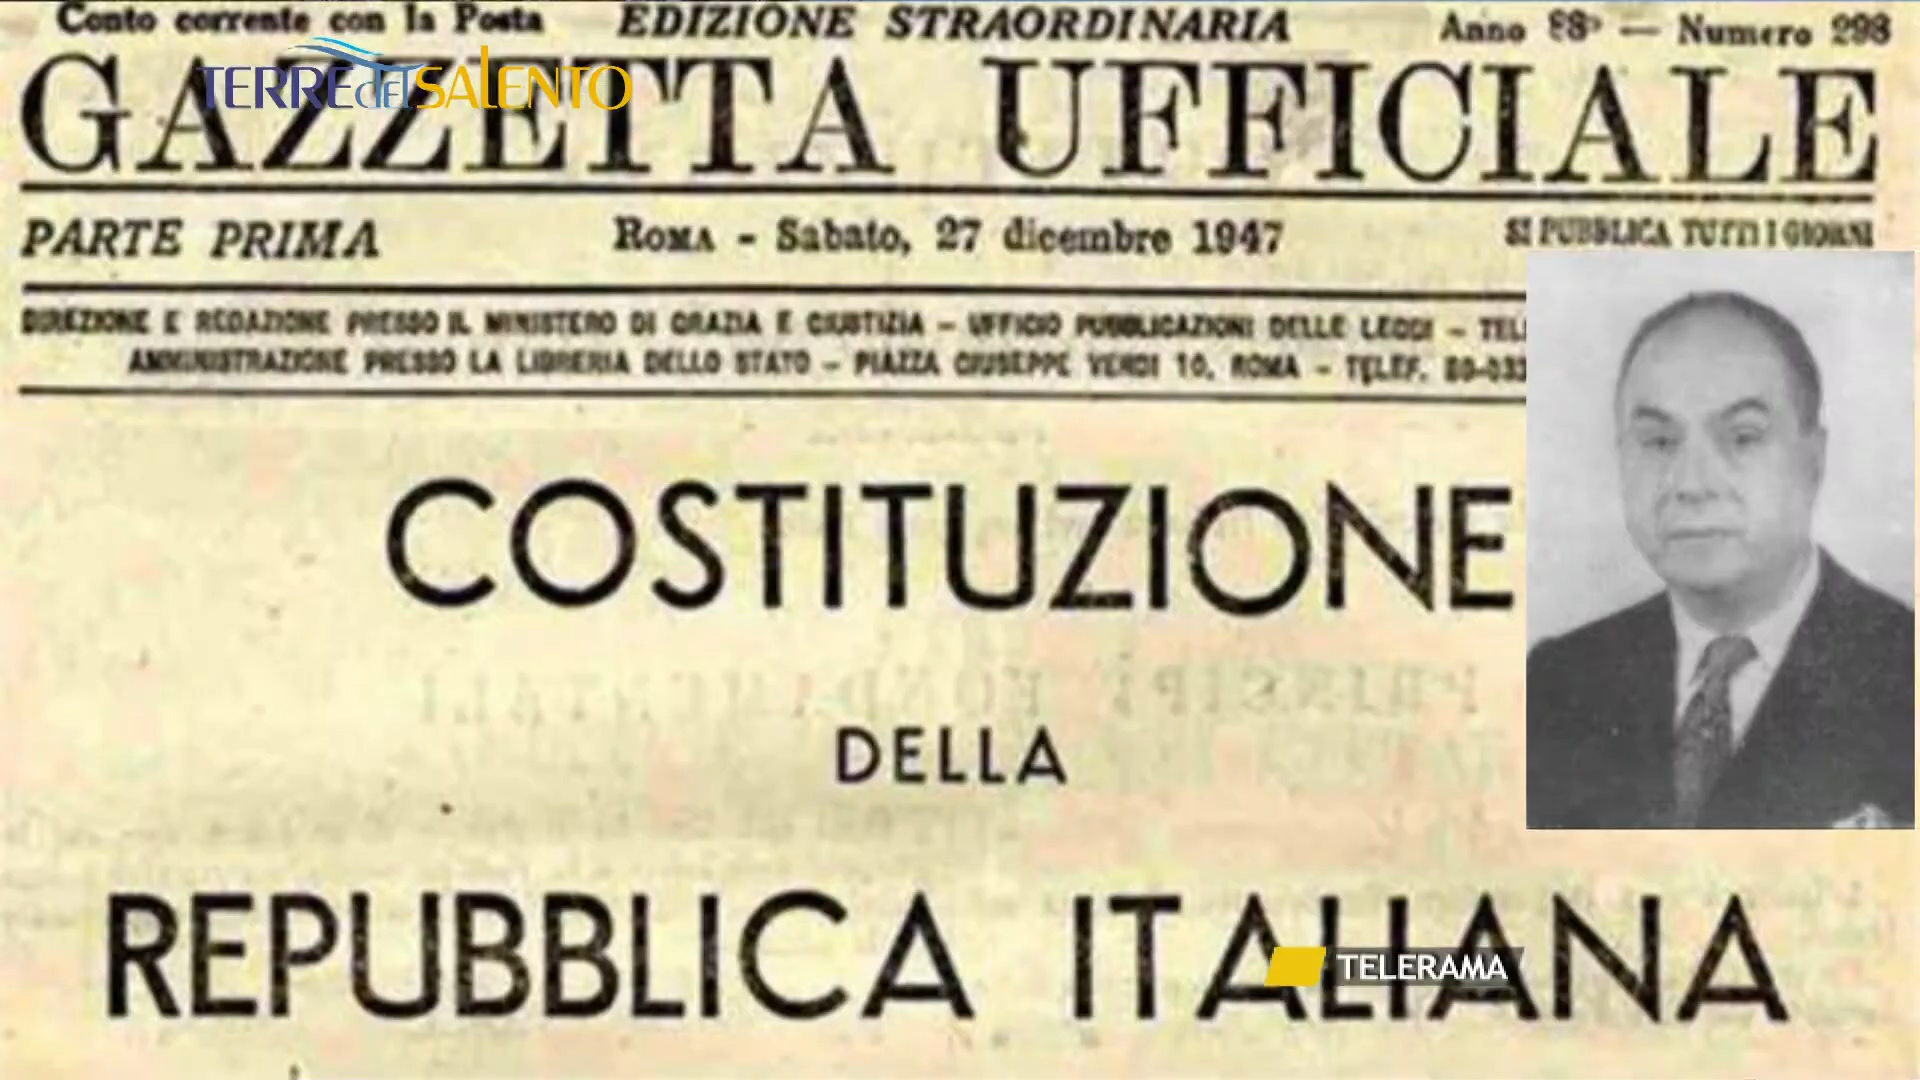 Conto corrente con la Posta EDIZIONE STRAORDINARIA Anno 88° — Numero 298
TERRE del SALENTO
GAZZETTA UFFICIALE
PARTE PRIMA Roma - Sabato, 27 dicembre 1947 SI PUBBLICA TUTTI I GIORNI
DIREZIONE E REDAZIONE PRESSO IL MINISTERO DI GRAZIA E GIUSTIZIA - UFFICIO PUBBLICAZIONI DELLE LEGGI -
AMMINISTRAZIONE PRESSO LA LIBRERIA DELLO STATO - PIAZZA GIUSEPPE VERDI 10, ROMA - TELEF.
COSTITUZIONE
PRINCIPÎ FONDAMENTALI
DELLA
REPUBBLICA ITALIANA
TELERAMA